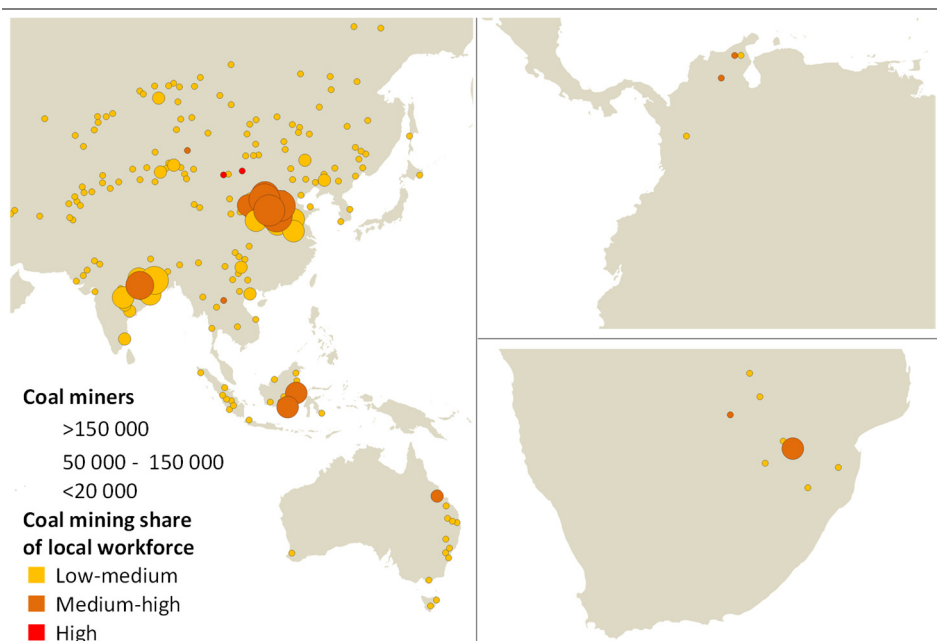 Coal miners
>150 000
50 000 - 150 000
<20 000
Coal mining share
of local workforce
Low-medium
Medium-high
High